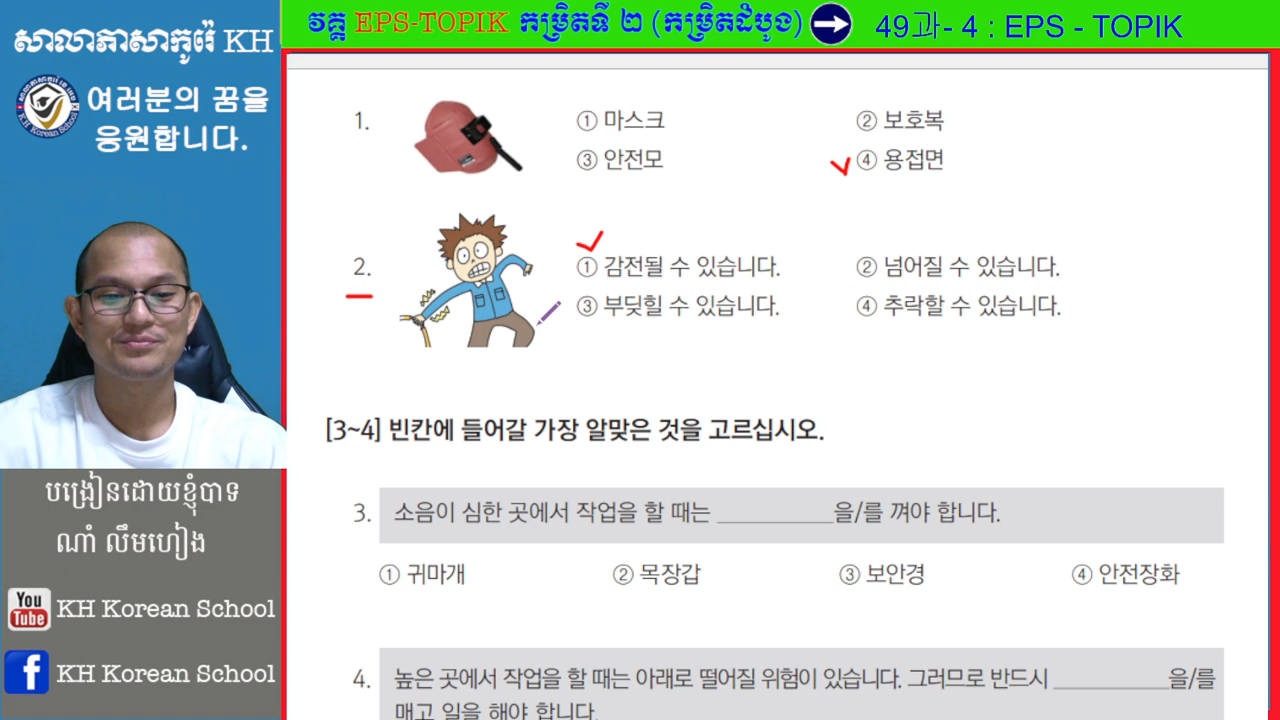 សាលាភាសាកូរ៉េ KH
여러분의 꿈을
응원합니다.
វគ្គ EPS-TOPIK កម្រិតទី ២ (កម្រិតដំបូង)
49과- 4 : EPS - TOPIK
1.
① 마스크 ② 보호복
③ 안전모 ④ 용접면
2.
① 감전될 수 있습니다. ② 넘어질 수 있습니다.
③ 부딪힐 수 있습니다. ④ 추락할 수 있습니다.
[3~4] 빈칸에 들어갈 가장 알맞은 것을 고르십시오.
3. 소음이 심한 곳에서 작업을 할 때는 __________을/를 껴야 합니다.
① 귀마개 ② 목장갑 ③ 보안경 ④ 안전장화
4. 높은 곳에서 작업을 할 때는 아래로 떨어질 위험이 있습니다. 그러므로 반드시 __________을/를
매고 일을 해야 합니다.
បង្រៀនដោយខ្ញុំបាទ
ណាំ លឹមហៀង
You
Tube
KH Korean School
f KH Korean School